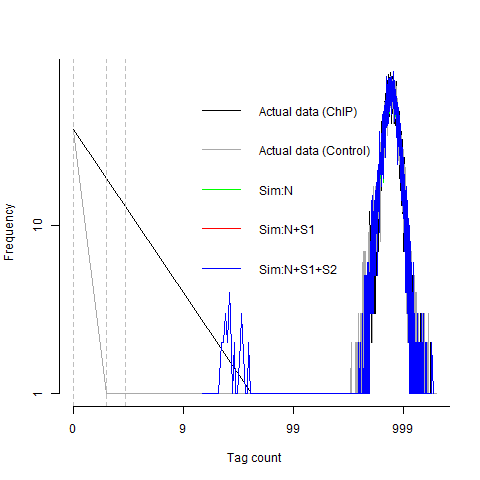 Actual data (ChIP)
Actual data (Control)
Sim:N
Sim:N+S1
Sim:N+S1+S2
Frequency
10
1
0
9
99
999
Tag count